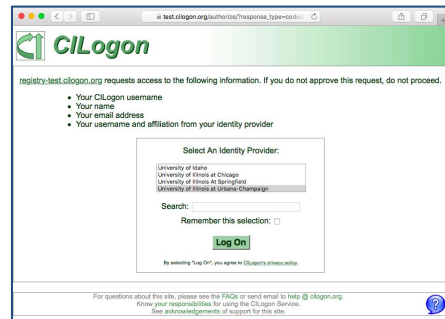 test.cilogon.org/authorize/?response_type=code&
CILogon
registry-test.cilogon.org requests access to the following information. If you do not approve this request, do not proceed.
• Your CILogon username
• Your name
• Your email address
• Your username and affiliation from your identity provider
Select An Identity Provider:
University of Idaho
University of Illinois at Chicago
University of Illinois At Springfield
University of Illinois at Urbana-Champaign
Search:
Remember this selection:
Log On
By selecting "Log On", you agree to CILogon's privacy policy.
For questions about this site, please see the FAQs or send email to help @ cilogon.org.
Know your responsibilities for using the CILogon Service.
See acknowledgements of support for this site.
?